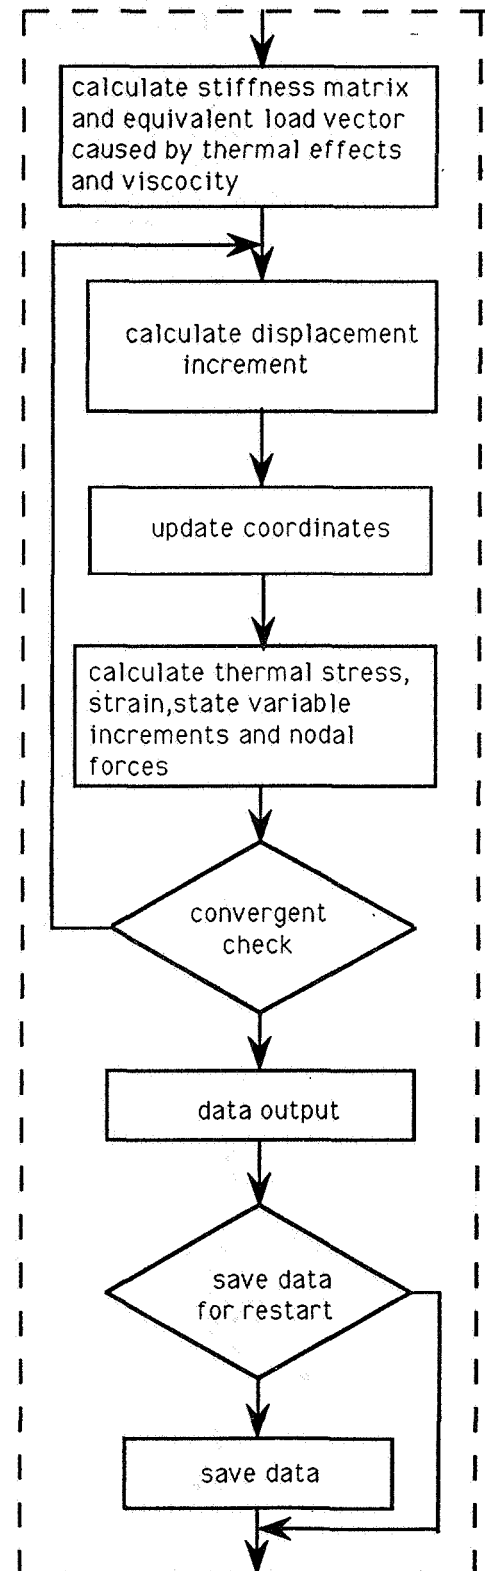 calculate stiffness matrix
and equivalent load vector
caused by thermal effects
and viscocity
calculate displacement
increment
update coordinates
calculate thermal stress,
strain,state variable
increments and nodal
forces
convergent
check
data output
save data
for restart
save data